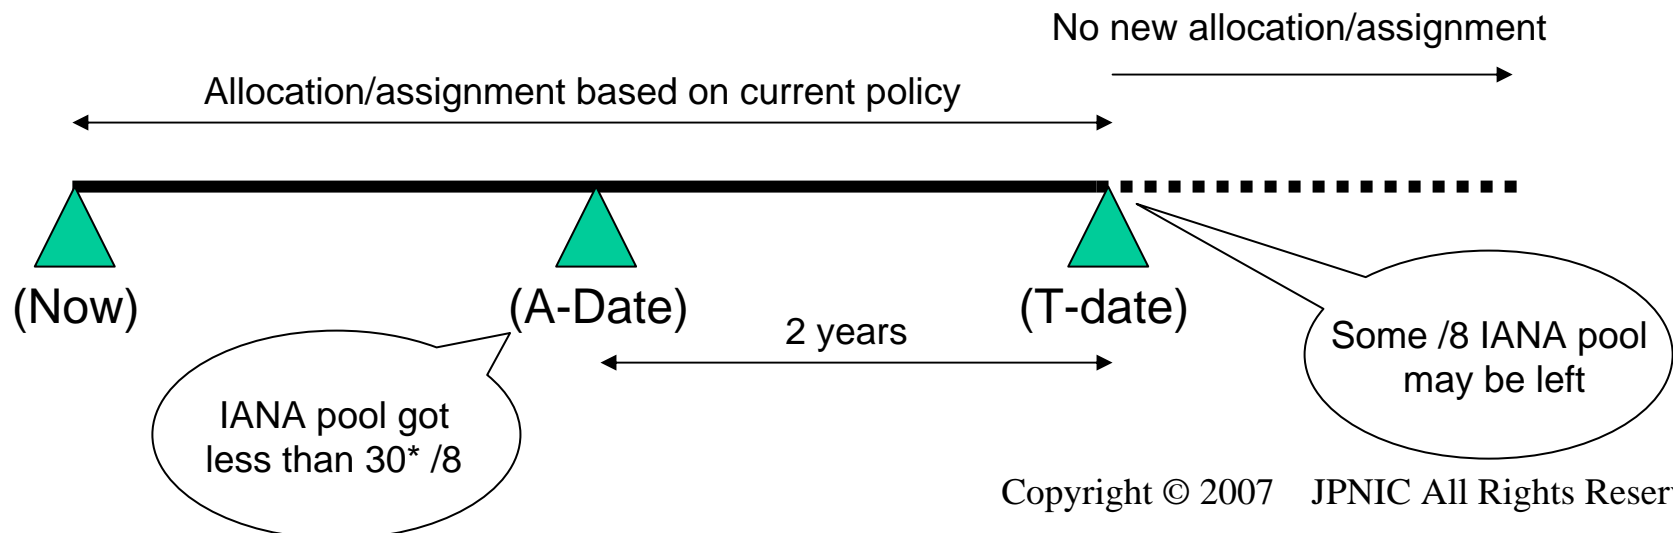 No new allocation/assignment
Allocation/assignment based on current policy
(Now)
(A-Date)
(T-date)
2 years
Some /8 IANA pool
may be left
IANA pool got
less than 30* /8
Copyright © 2007 JPNIC All Rights Reserv